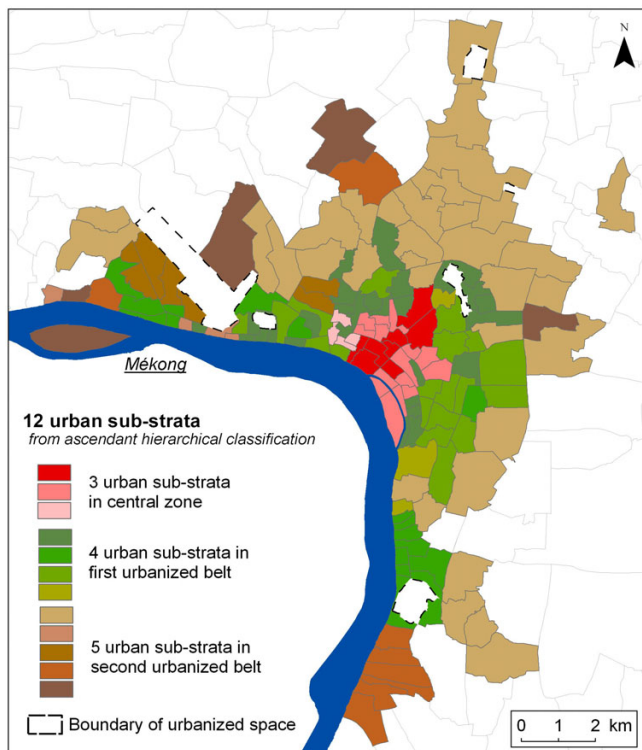 N
Mékong
12 urban sub-strata
from ascendant hierarchical classification
3 urban sub-strata
in central zone
4 urban sub-strata in
first urbanized belt
5 urban sub-strata in
second urbanized belt
Boundary of urbanized space
0 1 2 km